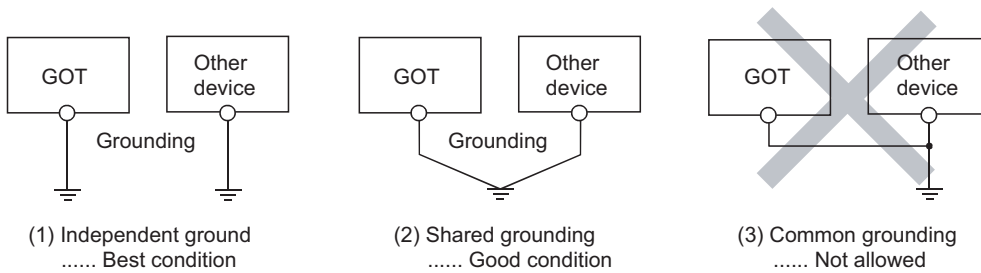 GOT
Other
device
Grounding
(1) Independent ground
...... Best condition
GOT
Other
device
Grounding
(2) Shared grounding
...... Good condition
GOT
Other
device
(3) Common grounding
...... Not allowed